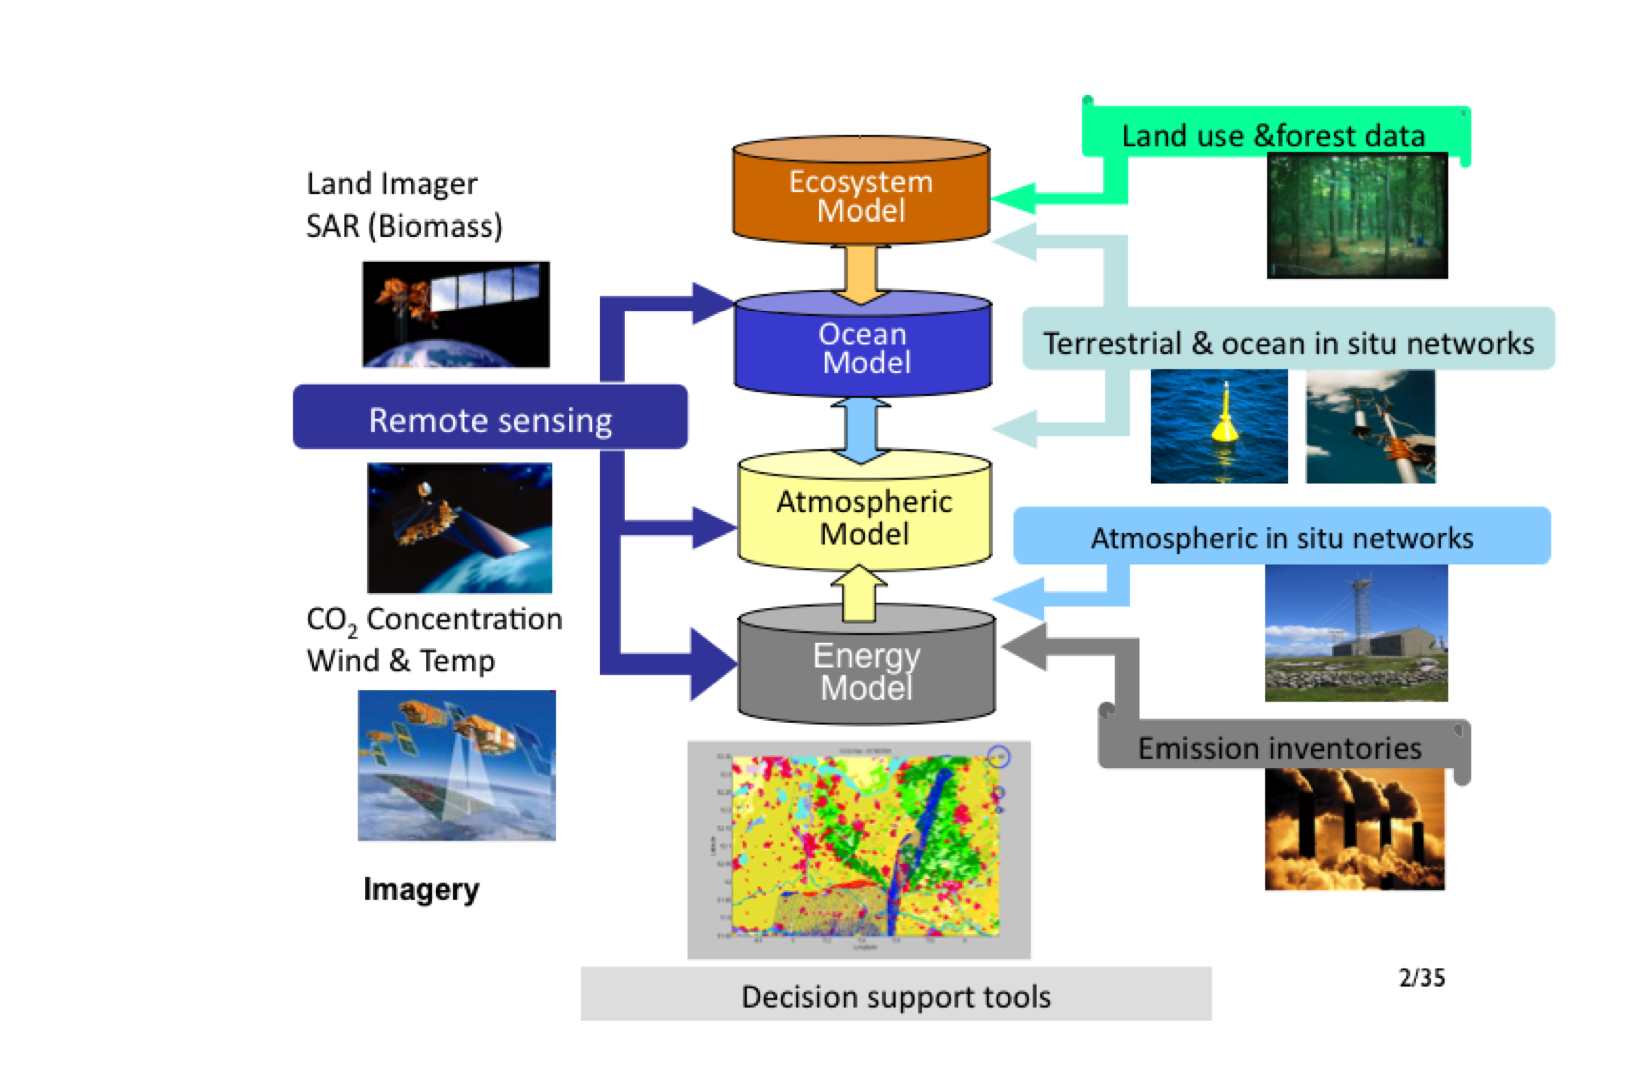 Land use &forest data
Ecosystem
Model
Land Imager
SAR (Biomass)
Ocean
Model
Terrestrial & ocean in situ networks
Remote sensing
Atmospheric
Model
Atmospheric in situ networks
CO2 Concentration
Wind & Temp
Energy
Model
Emission inventories
Imagery
2/35
Decision support tools